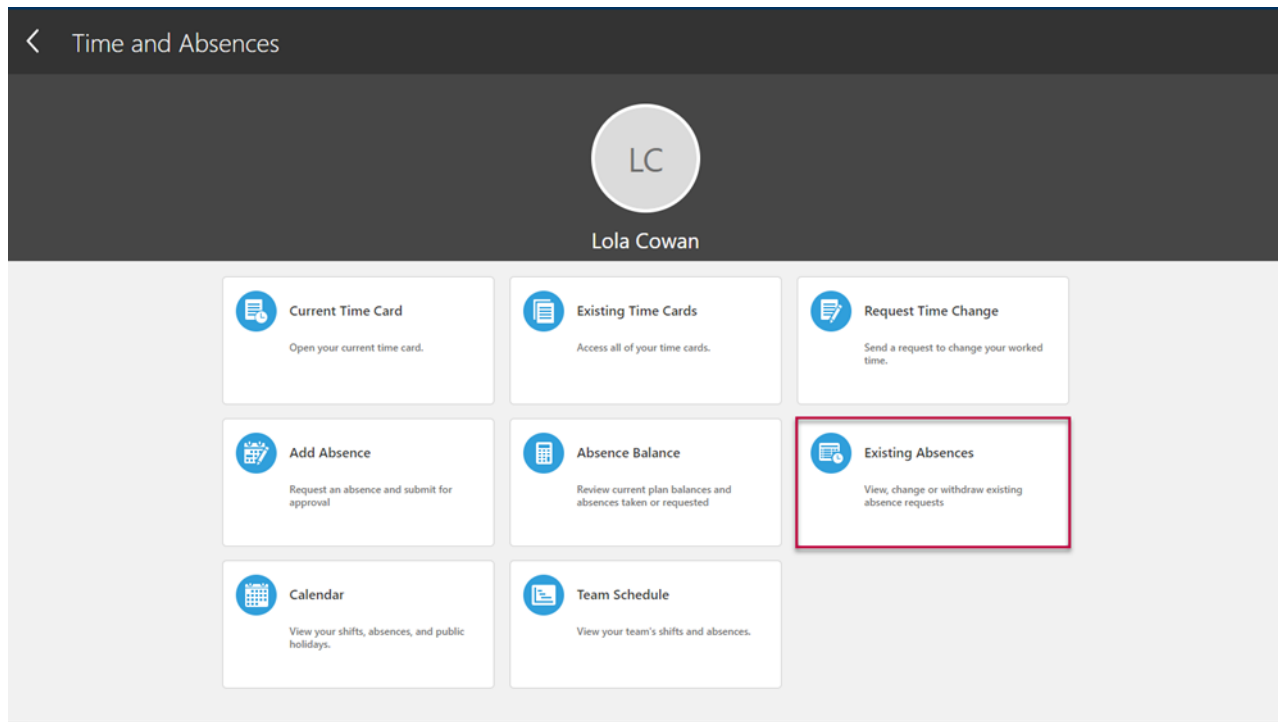 Time and Absences
LC
Lola Cowan
Current Time Card
Open your current time card.
Existing Time Cards
Access all of your time cards.
Request Time Change
Send a request to change your worked
time.
Add Absence
Request an absence and submit for
approval
Absence Balance
Review current plan balances and
absences taken or requested
Existing Absences
View, change or withdraw existing
absence requests
Calendar
View your shifts, absences, and public
holidays.
Team Schedule
View your team's shifts and absences.